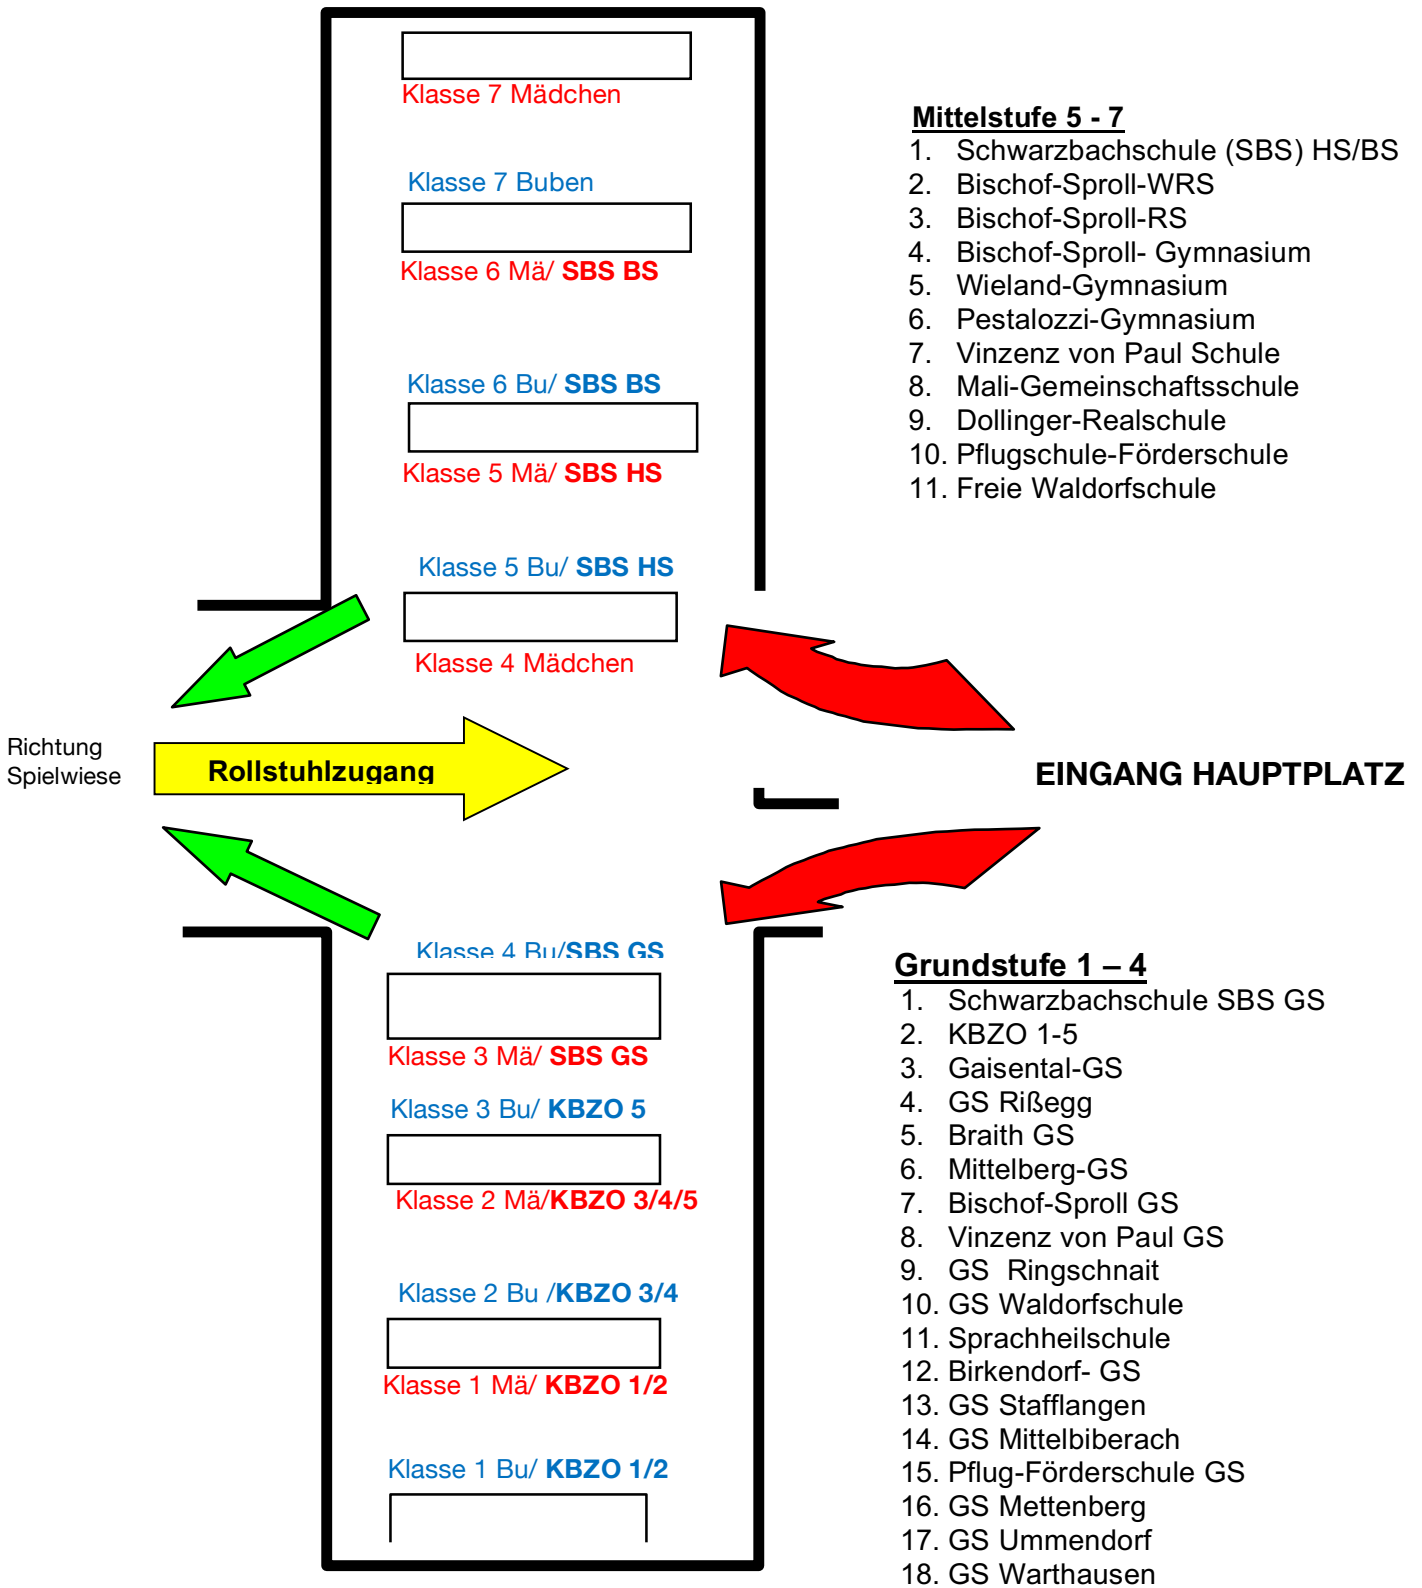 Klasse 7 Mädchen
Klasse 7 Buben
Klasse 6 Mä/ SBS BS
Klasse 6 Bu/ SBS BS
Klasse 5 Mä/ SBS HS
Klasse 5 Bu/ SBS HS
Klasse 4 Mädchen
Mittelstufe 5 - 7
1. Schwarzbachschule (SBS) HS/BS
2. Bischof-Sproll-WRS
3. Bischof-Sproll-RS
4. Bischof-Sproll- Gymnasium
5. Wieland-Gymnasium
6. Pestalozzi-Gymnasium
7. Vinzenz von Paul Schule
8. Mali-Gemeinschaftsschule
9. Dollinger-Realschule
10. Pflugschule-Förderschule
11. Freie Waldorfschule
Richtung
Spielwiese
Rollstuhlzugang
EINGANG HAUPTPLATZ
Klasse 4 Bu/SBS GS
Klasse 3 Mä/ SBS GS
Klasse 3 Bu/ KBZO 5
Klasse 2 Mä/KBZO 3/4/5
Klasse 2 Bu /KBZO 3/4
Klasse 1 Mä/ KBZO 1/2
Klasse 1 Bu/ KBZO 1/2
Grundstufe 1 – 4
1. Schwarzbachschule SBS GS
2. KBZO 1-5
3. Gaisental-GS
4. GS Rißegg
5. Braith GS
6. Mittelberg-GS
7. Bischof-Sproll GS
8. Vinzenz von Paul GS
9. GS  Ringschnait
10. GS Waldorfschule
11. Sprachheilschule
12. Birkendorf- GS
13. GS Stafflangen
14. GS Mittelbiberach
15. Pflug-Förderschule GS
16. GS Mettenberg
17. GS Ummendorf
18. GS Warthausen